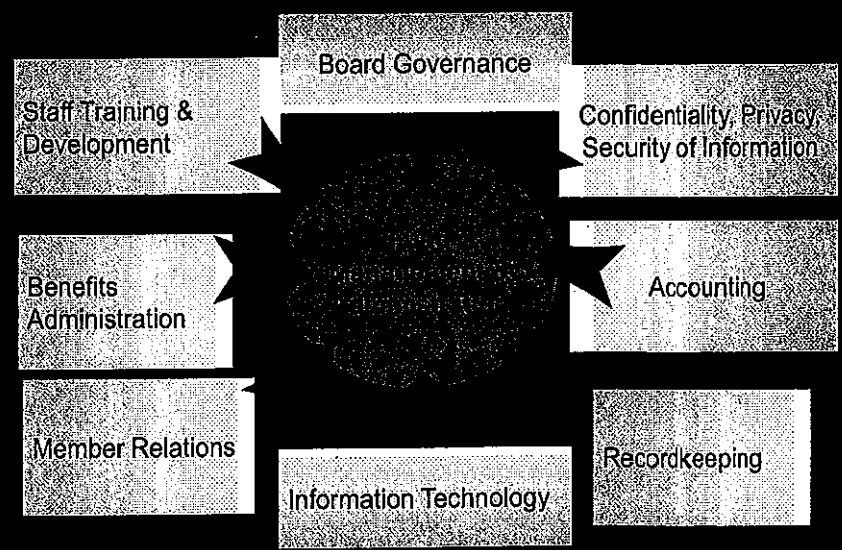 Board Governance
Staff Training &
Development
Confidentiality, Privacy,
Security of Information
Benefits
Administration
Accounting
Member Relations
Recordkeeping
Information Technology